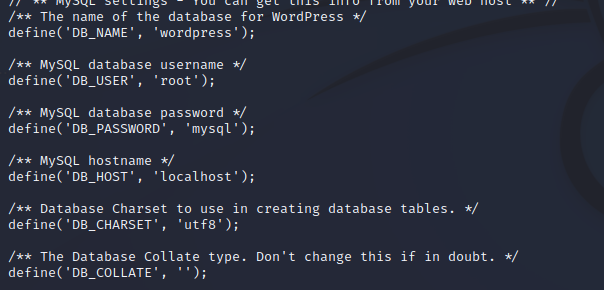 // ** MySQL settings - You can get this info from your web host ** //
/** The name of the database for WordPress */
define('DB_NAME', 'wordpress');
/** MySQL database username */
define('DB_USER', 'root');
/** MySQL database password */
define('DB_PASSWORD', 'mysql');
/** MySQL hostname */
define('DB_HOST', 'localhost');
/** Database Charset to use in creating database tables. */
define('DB_CHARSET', 'utf8');
/** The Database Collate type. Don't change this if in doubt. */
define('DB_COLLATE', '');